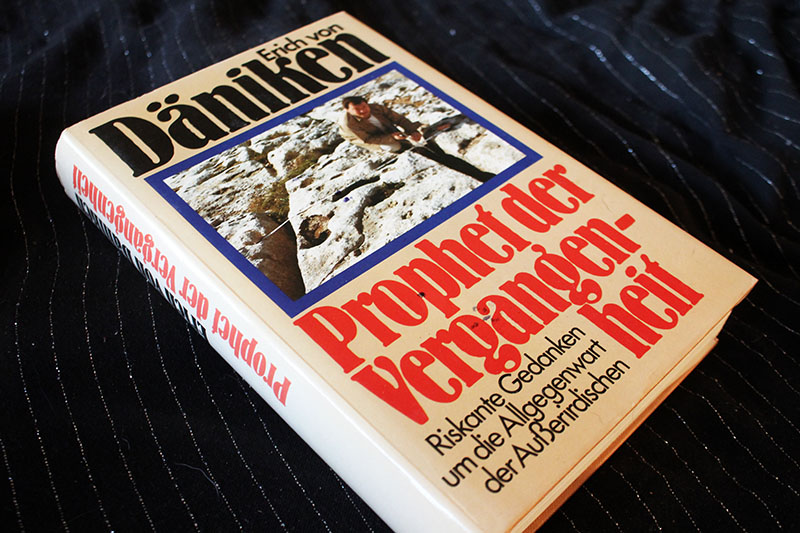 Erich von
Däniken
Prophet der
Vergangen-
heit
Riskante Gedanken
um die Allgegenwart
der Außerirdischen
Prophet der Vergangenheit
Erich von Däniken